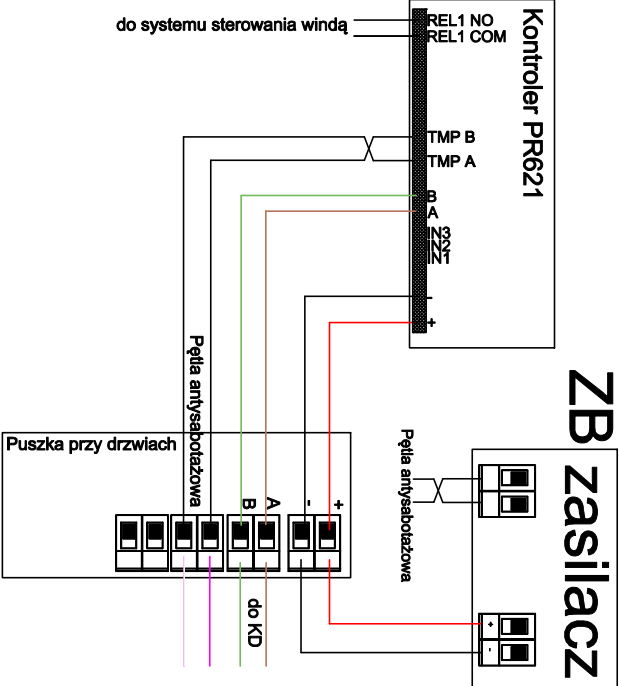 do systemu sterowania windą
REL1 NO
REL1 COM
Kontroler PR621
TMP B
TMP A
B
A
IN3
IN2
IN1
-
+
Pętla antysabotażowa
Puszka przy drzwiach
B
A
-
+
do KD
Pętla antysabotażowa
ZB zasilacz
+
-